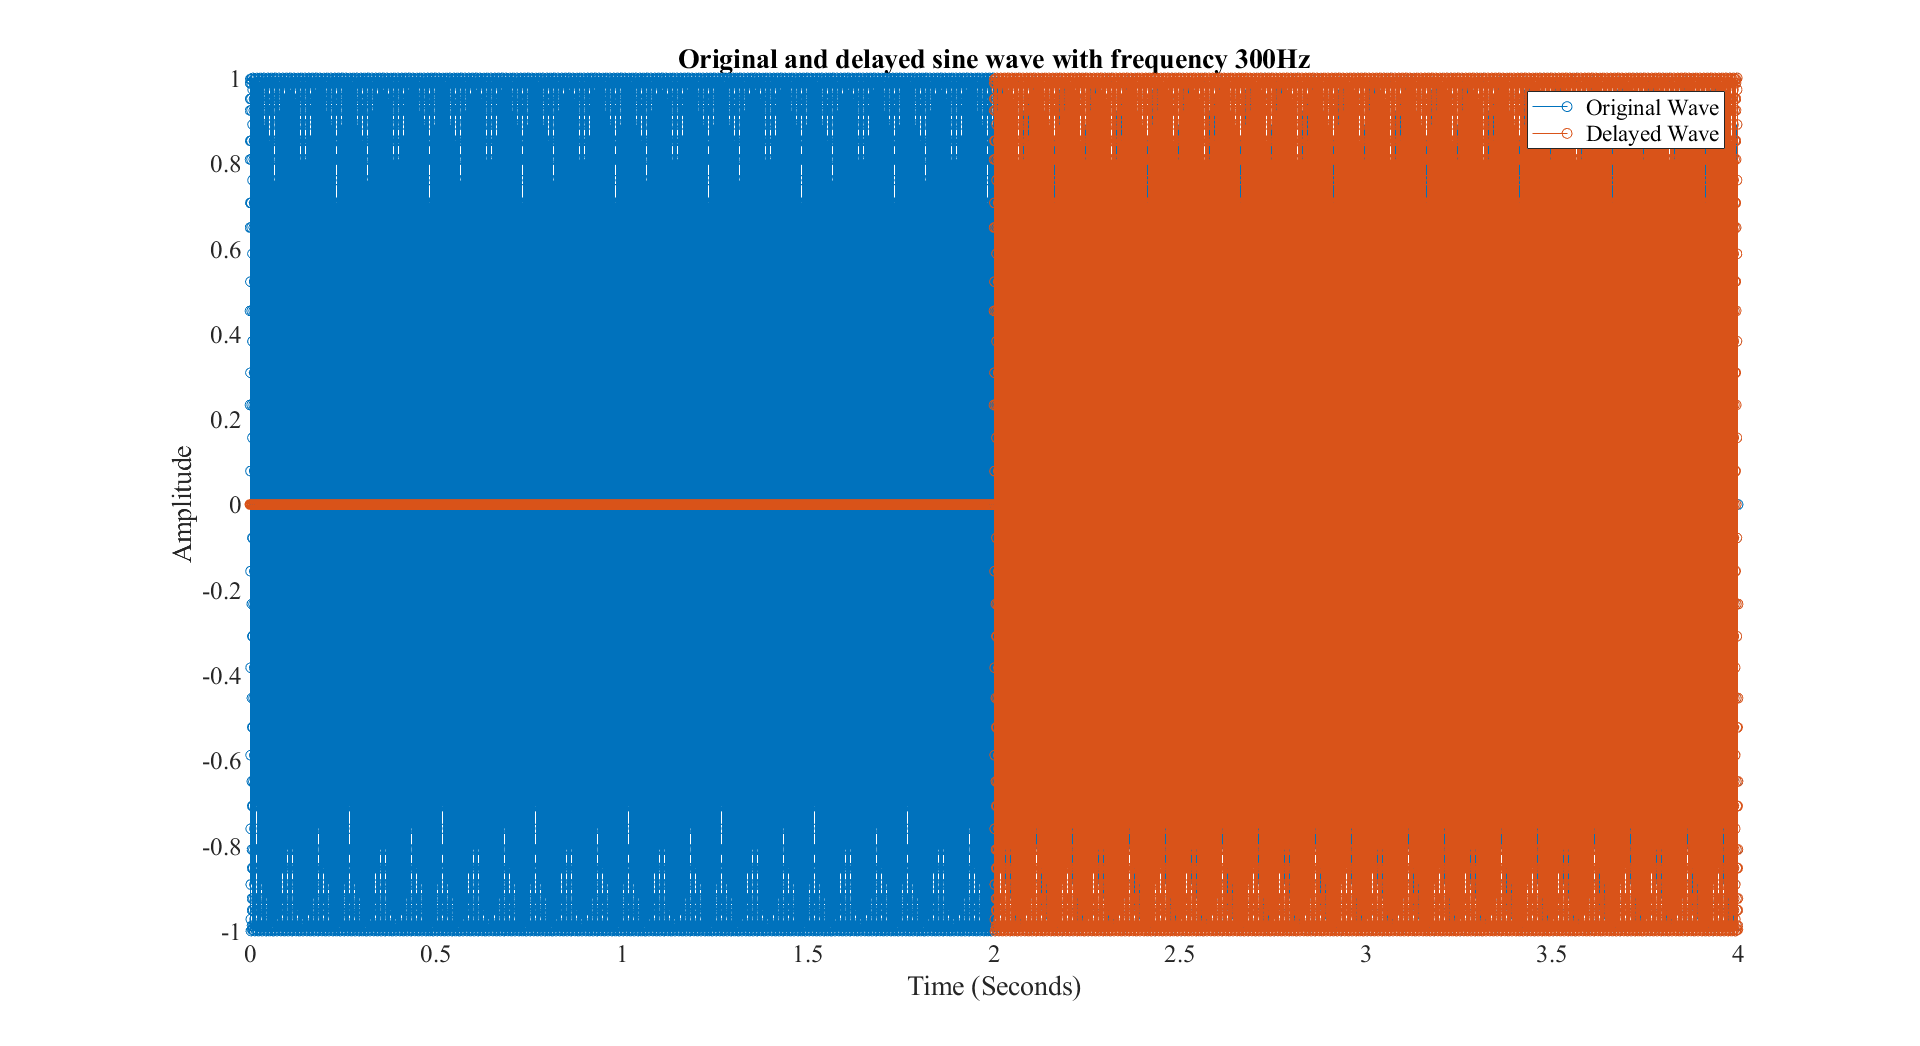 Original and delayed sine wave with frequency 300Hz
Original Wave
Delayed Wave
1
0.8
0.6
0.4
0.2
0
-0.2
-0.4
-0.6
-0.8
-1
Amplitude
0 0.5 1 1.5 2 2.5 3 3.5 4
Time (Seconds)